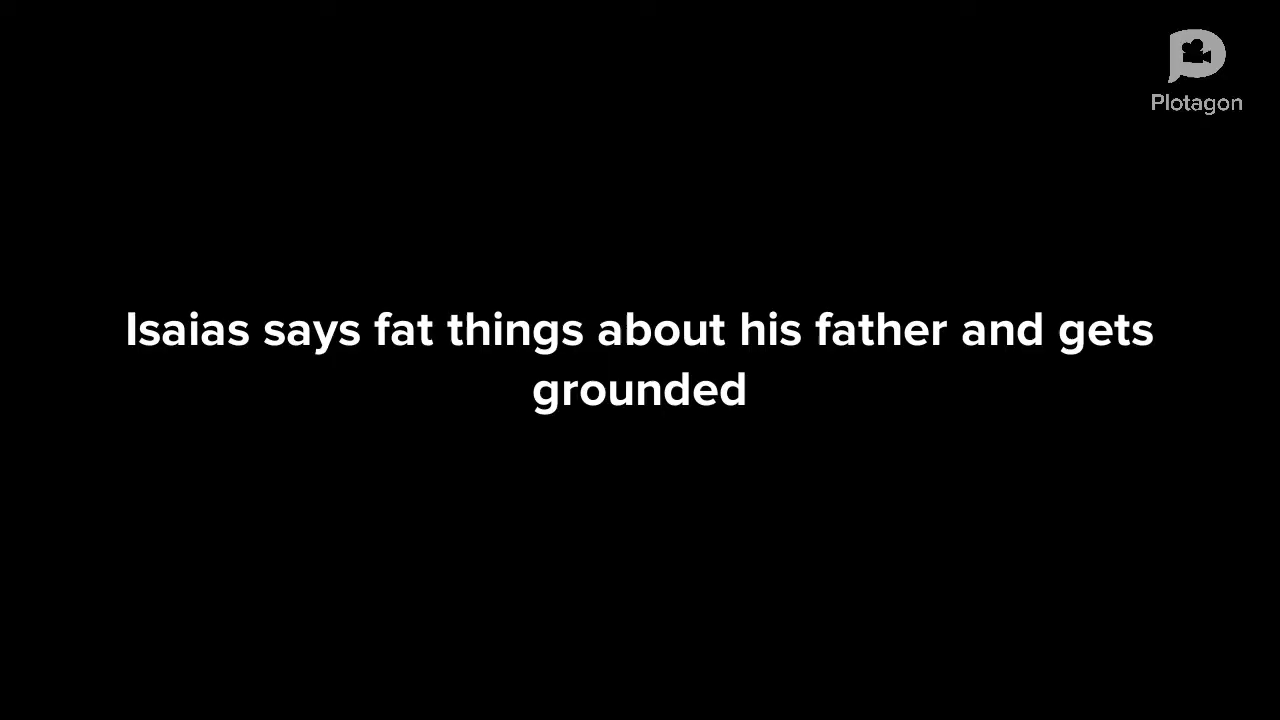 Plotagon
Isaias says fat things about his father and gets
grounded